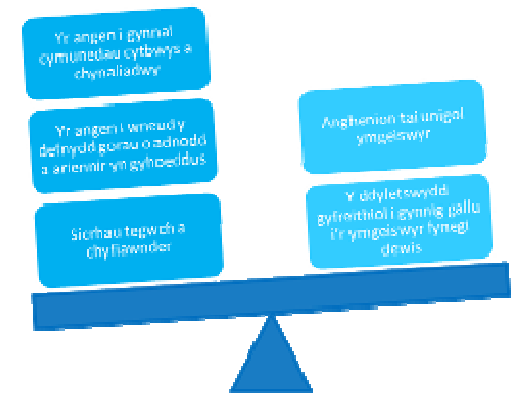 Yr angen i gynnal
cymunedau cytbwys a
chynaliadwy
Yr angen i wneud y
defnydd gorau o adnodd
a ariennir yn gyhoeddus
Sicrhau tegwch a
chyfiawnder
Anghenion tai unigol
ymgeiswyr
Y ddyletswydd
gyfreithiol i gynnig gallu
i'r ymgeiswyr fynegi
dewis